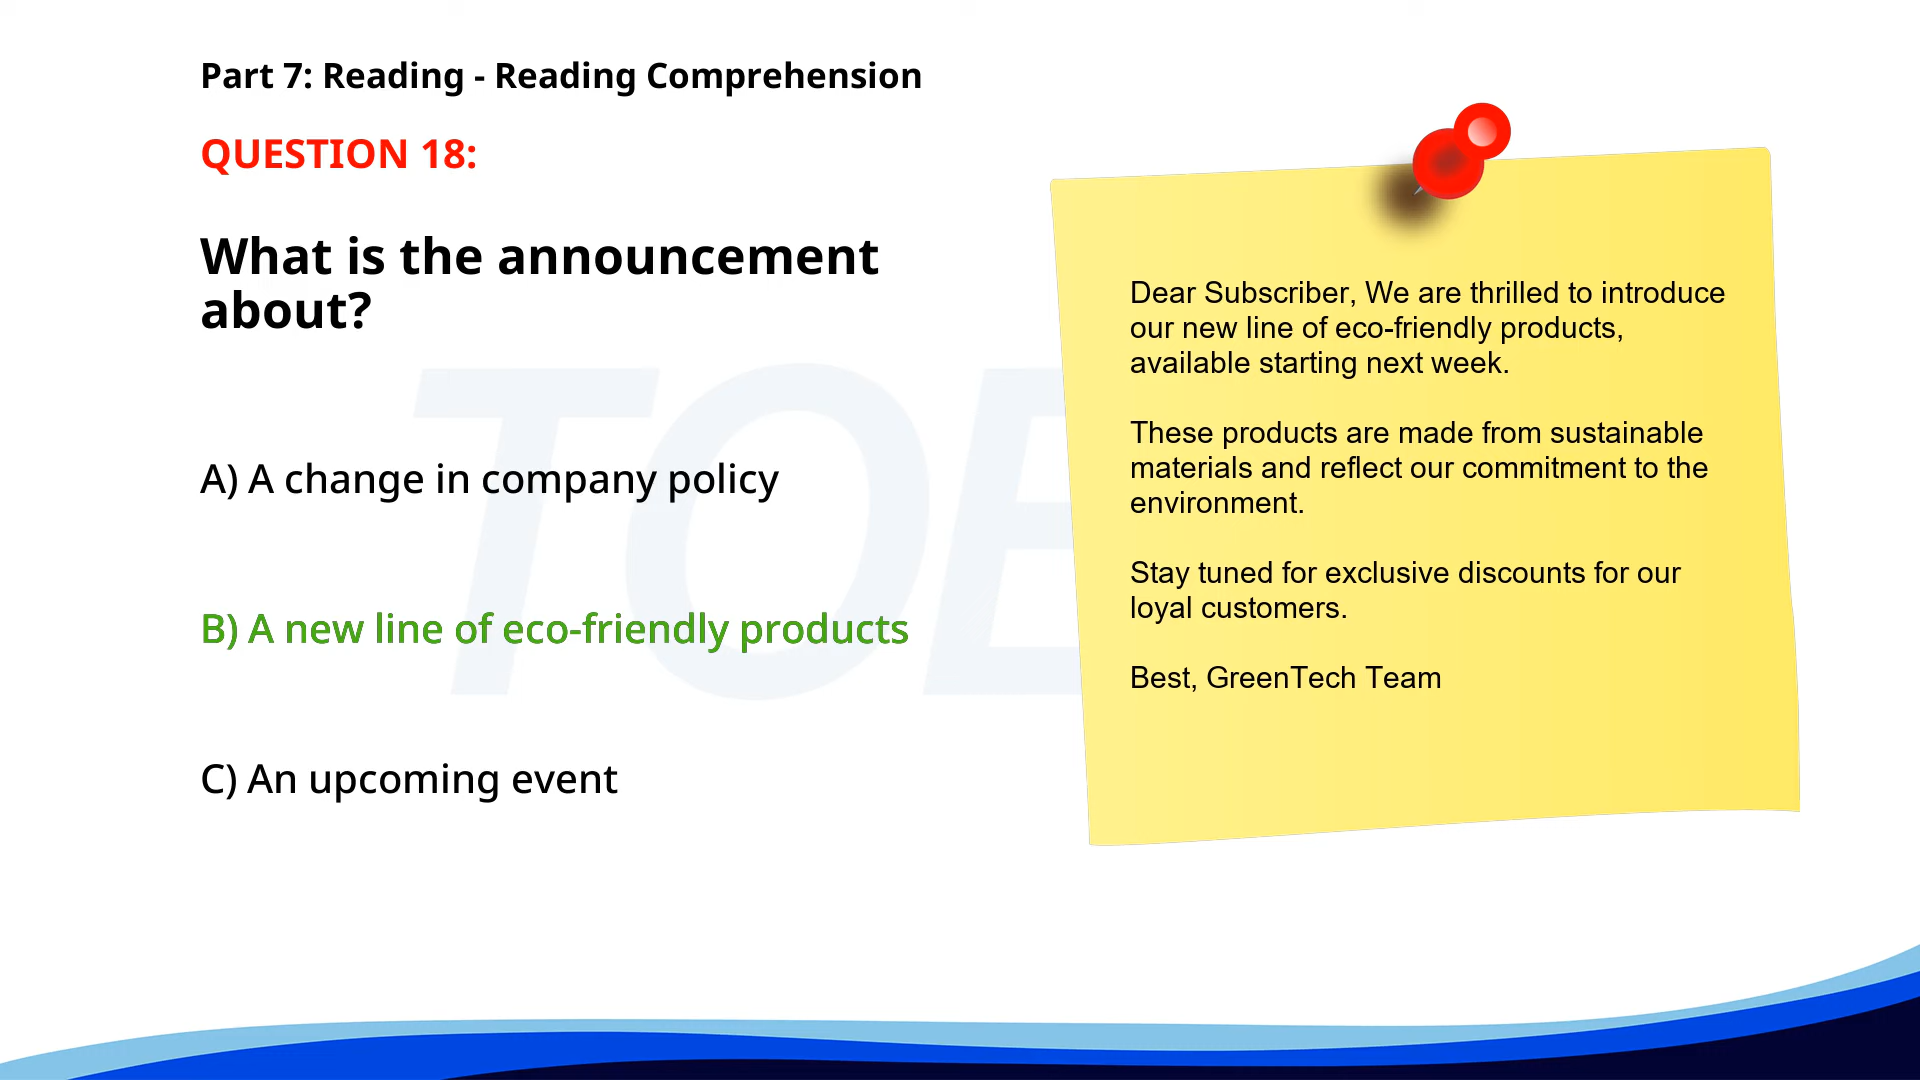 Part 7: Reading - Reading Comprehension
QUESTION 18:
What is the announcement
about?
A) A change in company policy
B) A new line of eco-friendly products
C) An upcoming event
Dear Subscriber, We are thrilled to introduce
our new line of eco-friendly products,
available starting next week.
These products are made from sustainable
materials and reflect our commitment to the
environment.
Stay tuned for exclusive discounts for our
loyal customers.
Best, GreenTech Team